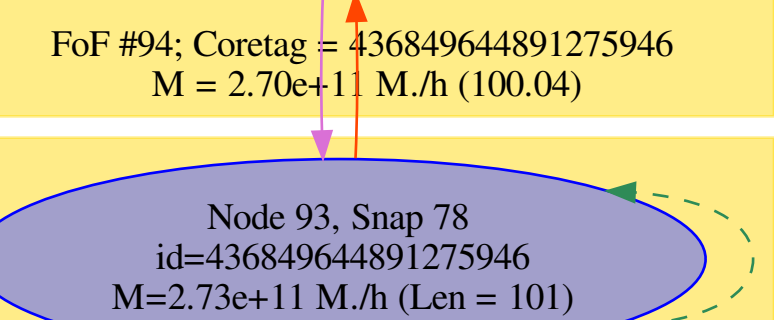 FoF #94; Coretag = 436849644891275946
M = 2.70e+11 M./h (100.04)
Node 93, Snap 78
id=436849644891275946
M=2.73e+11 M./h (Len = 101)